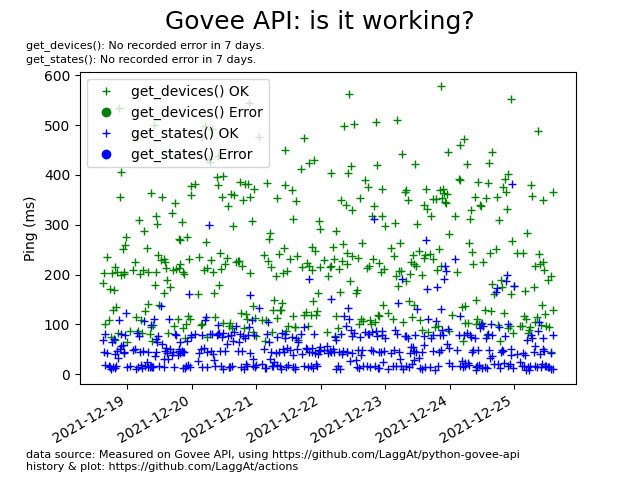 Govee API: is it working?
get_devices(): No recorded error in 7 days.
get_states(): No recorded error in 7 days.
600
500
400
300
200
100
0
Ping (ms)
get_devices() OK
get_devices() Error
get_states() OK
get_states() Error
2021-12-19
2021-12-20
2021-12-21
2021-12-22
2021-12-23
2021-12-24
2021-12-25
data source: Measured on Govee API, using https://github.com/LaggAt/python-govee-api
history & plot: https://github.com/LaggAt/actions